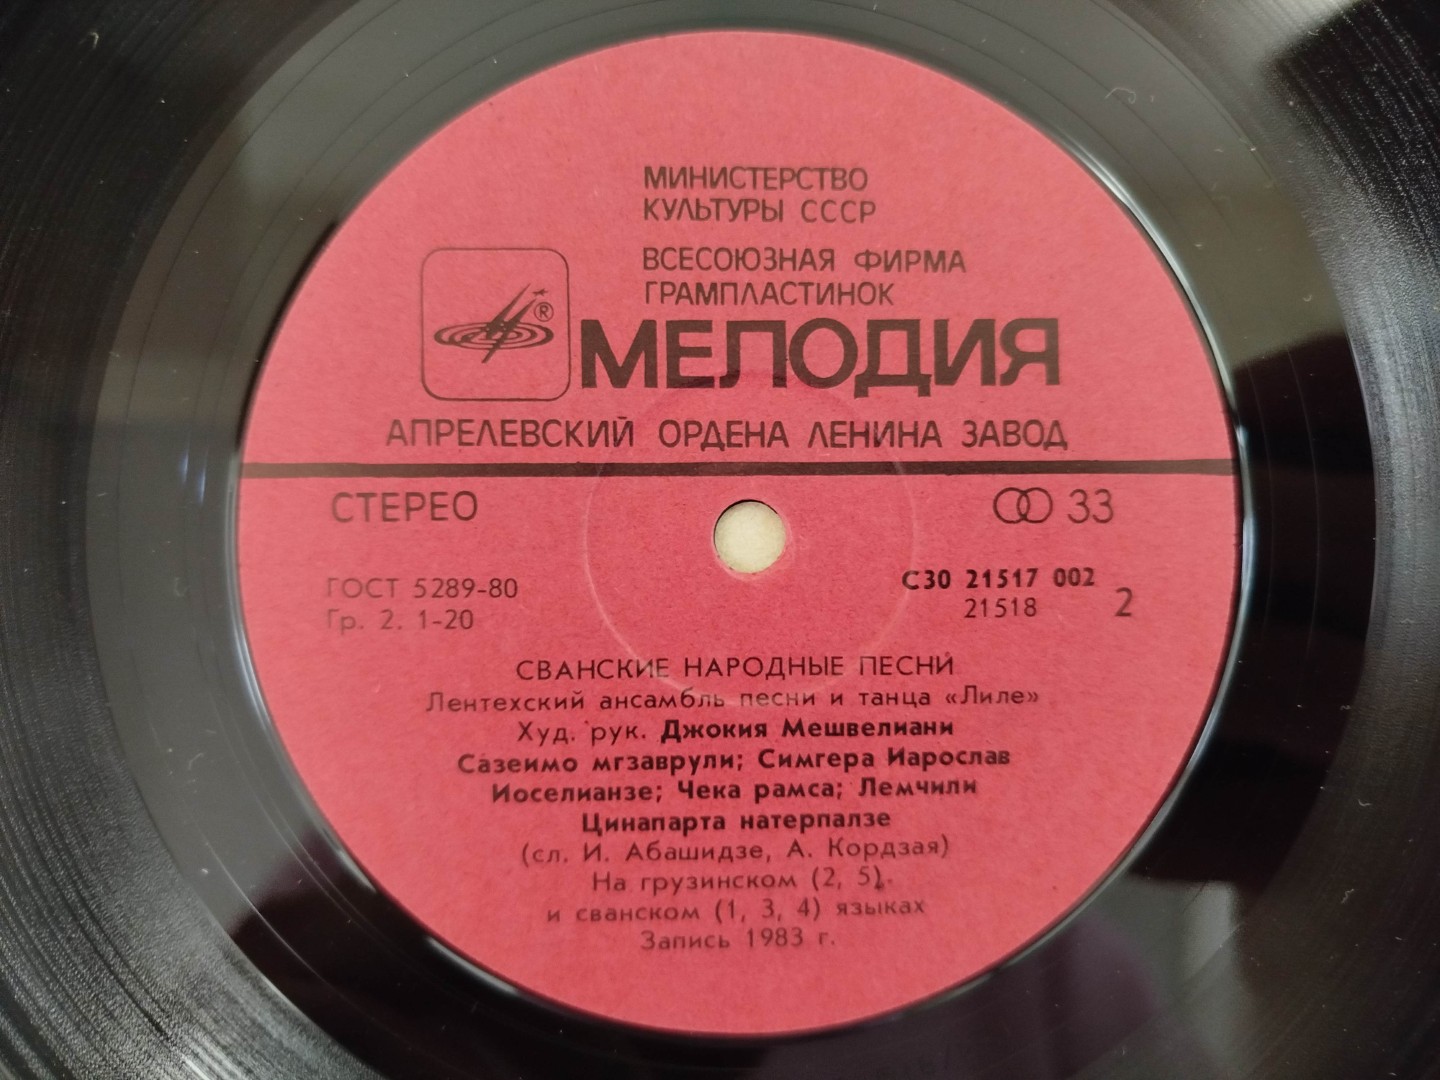 МИНИСТЕРСТВО
КУЛЬТУРЫ СССР
ВСЕСОЮЗНАЯ ФИРМА
ГРАМПЛАСТИНОК
®
МЕЛОДИЯ
АПРЕЛЕВСКИЙ ОРДЕНА ЛЕНИНА ЗАВОД
СТЕРЕО
33
ГОСТ 5289-80
Гр. 2. 1-20
С30 21517 002
21518
2
СВАНСКИЕ НАРОДНЫЕ ПЕСНИ
Лентехский ансамбль песни и танца «Лиле»
Худ. рук. Джокия Мешвелиани
Сазеимо мгзаврули; Симгера Иарослав
Иоселианзе; Чека рамса; Лемчили
Цинапарта натерпалзе
(сл. И. Абашидзе, А. Кордзая)
На грузинском (2, 5).
и сванском (1, 3, 4) языках
Запись 1983 г.